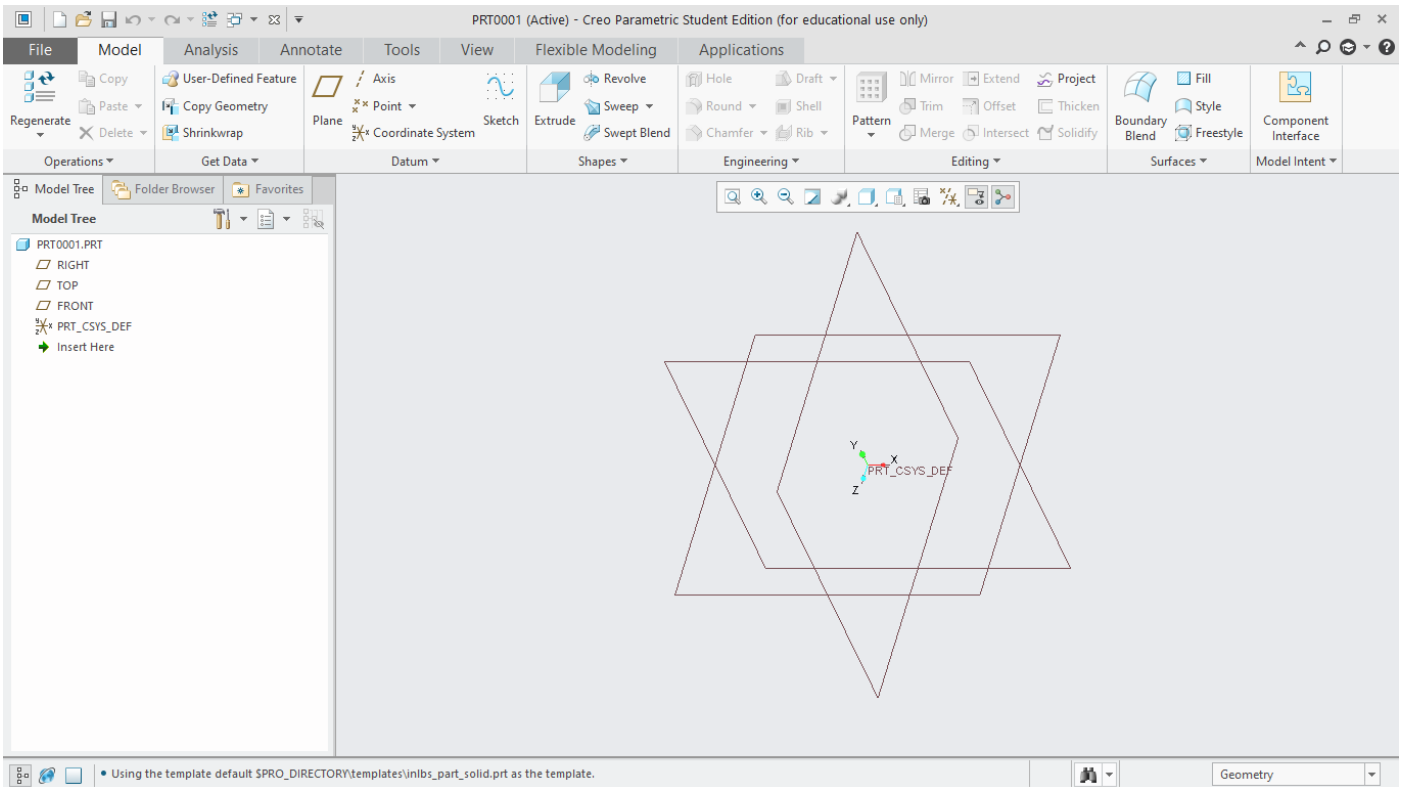 PRT0001 (Active) - Creo Parametric Student Edition (for educational use only)
File Model Analysis Annotate Tools View Flexible Modeling Applications
Regenerate
Copy
Paste
Delete
Operations
User-Defined Feature
Copy Geometry
Shrinkwrap
Get Data
Plane
Axis
Point
Coordinate System
Sketch
Datum
Extrude
Revolve
Sweep
Swept Blend
Shapes
Hole Draft
Round Shell
Chamfer Rib
Engineering
Pattern
Mirror Extend Project
Trim Offset Thicken
Merge Intersect Solidify
Editing
Boundary
Blend
Fill
Style
Freestyle
Surfaces
Component
Interface
Model Intent
Model Tree Folder Browser Favorites
Model Tree
PRT0001.PRT
RIGHT
TOP
FRONT
PRT_CSYS_DEF
Insert Here
Y
X
PRT_CSYS_DEF
Z
• Using the template default $PRO_DIRECTORY\templates\inlbs_part_solid.prt as the template.
Geometry